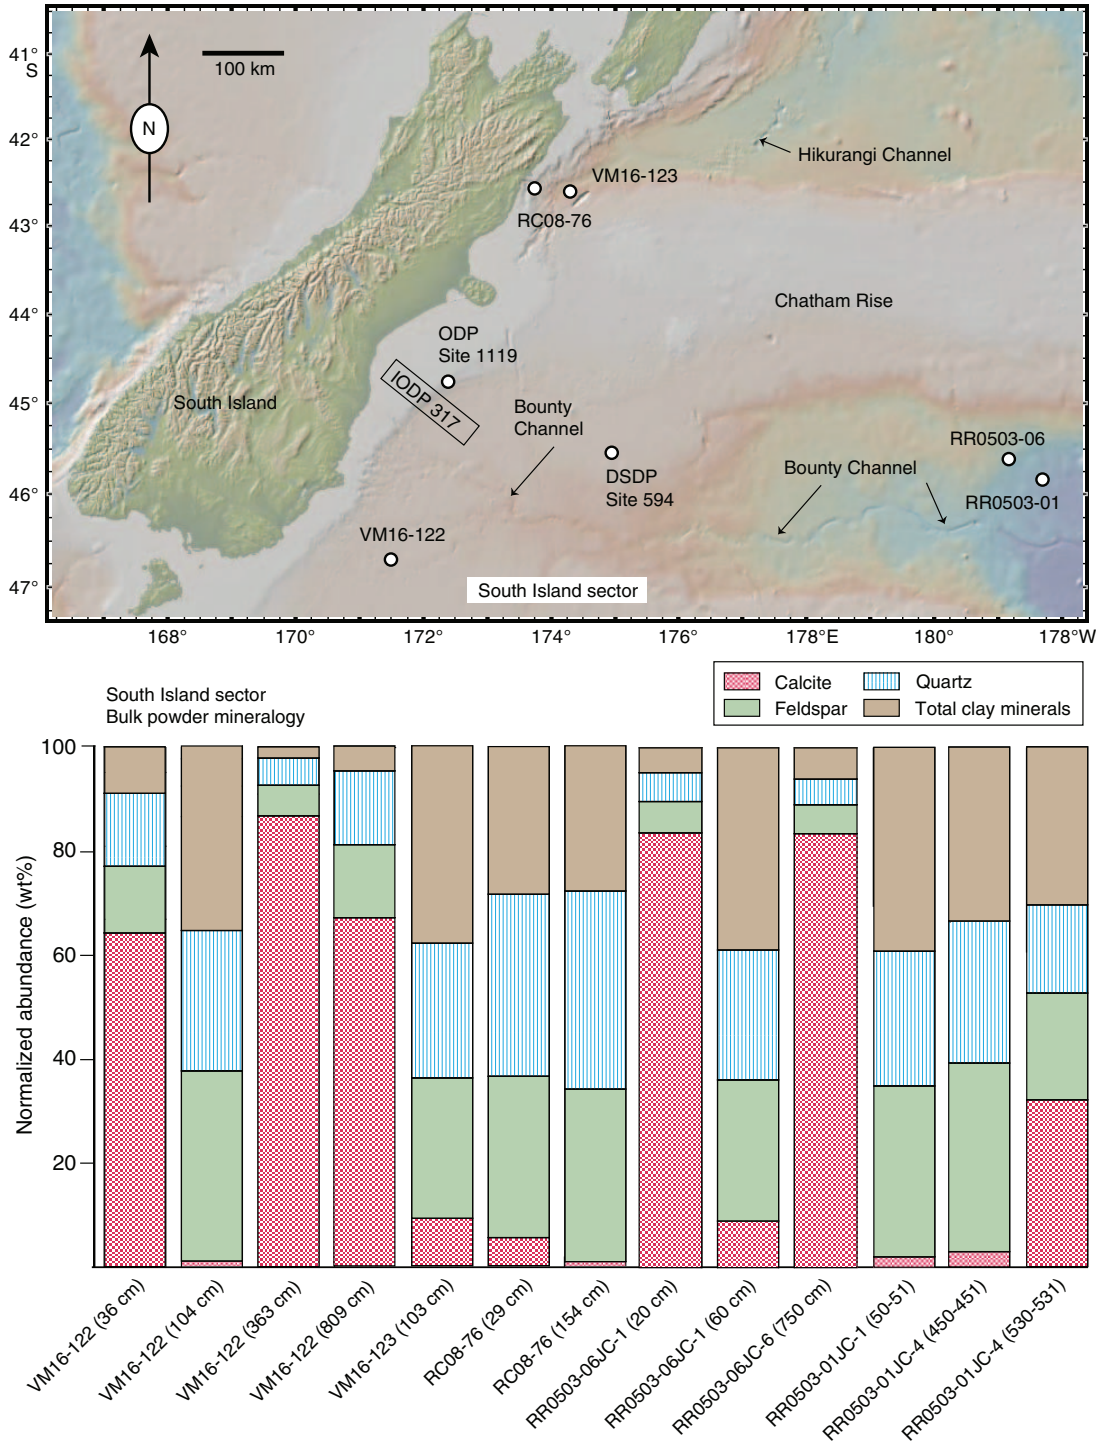 41°
S
42°
43°
44°
45°
46°
47°
100 km
N
Hikurangi Channel
VM16-123
RC08-76
Chatham Rise
ODP
Site 1119
IODP 317
South Island
Bounty
Channel
DSDP
Site 594
RR0503-06
Bounty Channel
RR0503-01
VM16-122
South Island sector
168°
170°
172°
174°
176°
178°E
180°
178°W
South Island sector
Bulk powder mineralogy
Calcite
Quartz
Feldspar
Total clay minerals
Normalized abundance (wt%)
100
80
60
40
20
VM16-122 (36 cm)
VM16-122 (104 cm)
VM16-122 (363 cm)
VM16-122 (809 cm)
VM16-123 (103 cm)
RC08-76 (29 cm)
RC08-76 (154 cm)
RR0503-06JC-1 (20 cm)
RR0503-06JC-1 (60 cm)
RR0503-06JC-6 (750 cm)
RR0503-01JC-1 (50-51)
RR0503-01JC-4 (450-451)
RR0503-01JC-4 (530-531)